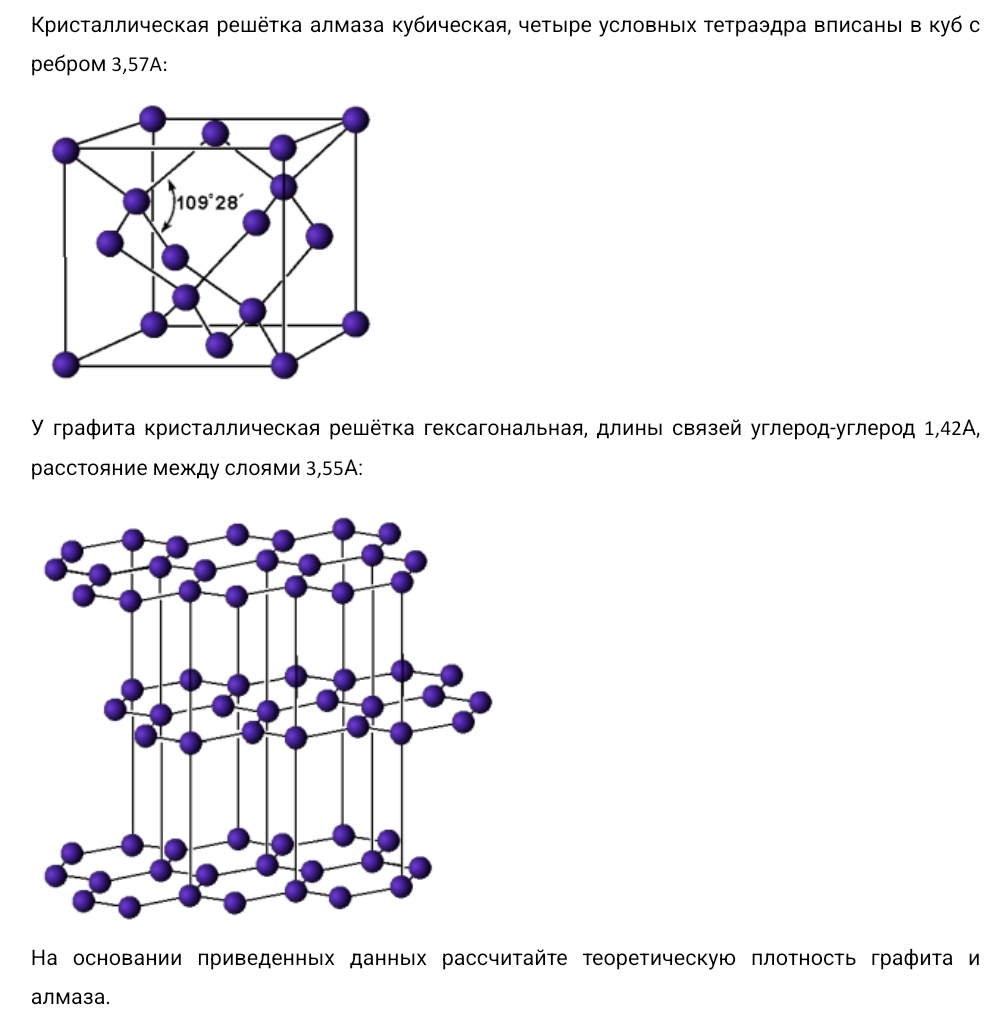 Кристаллическая решётка алмаза кубическая, четыре условных тетраэдра вписаны в куб с
ребром 3,57А:
109°28′
У графита кристаллическая решётка гексагональная, длины связей углерод-углерод 1,42А,
расстояние между слоями 3,55А:
На основании приведенных данных рассчитайте теоретическую плотность графита и
алмаза.